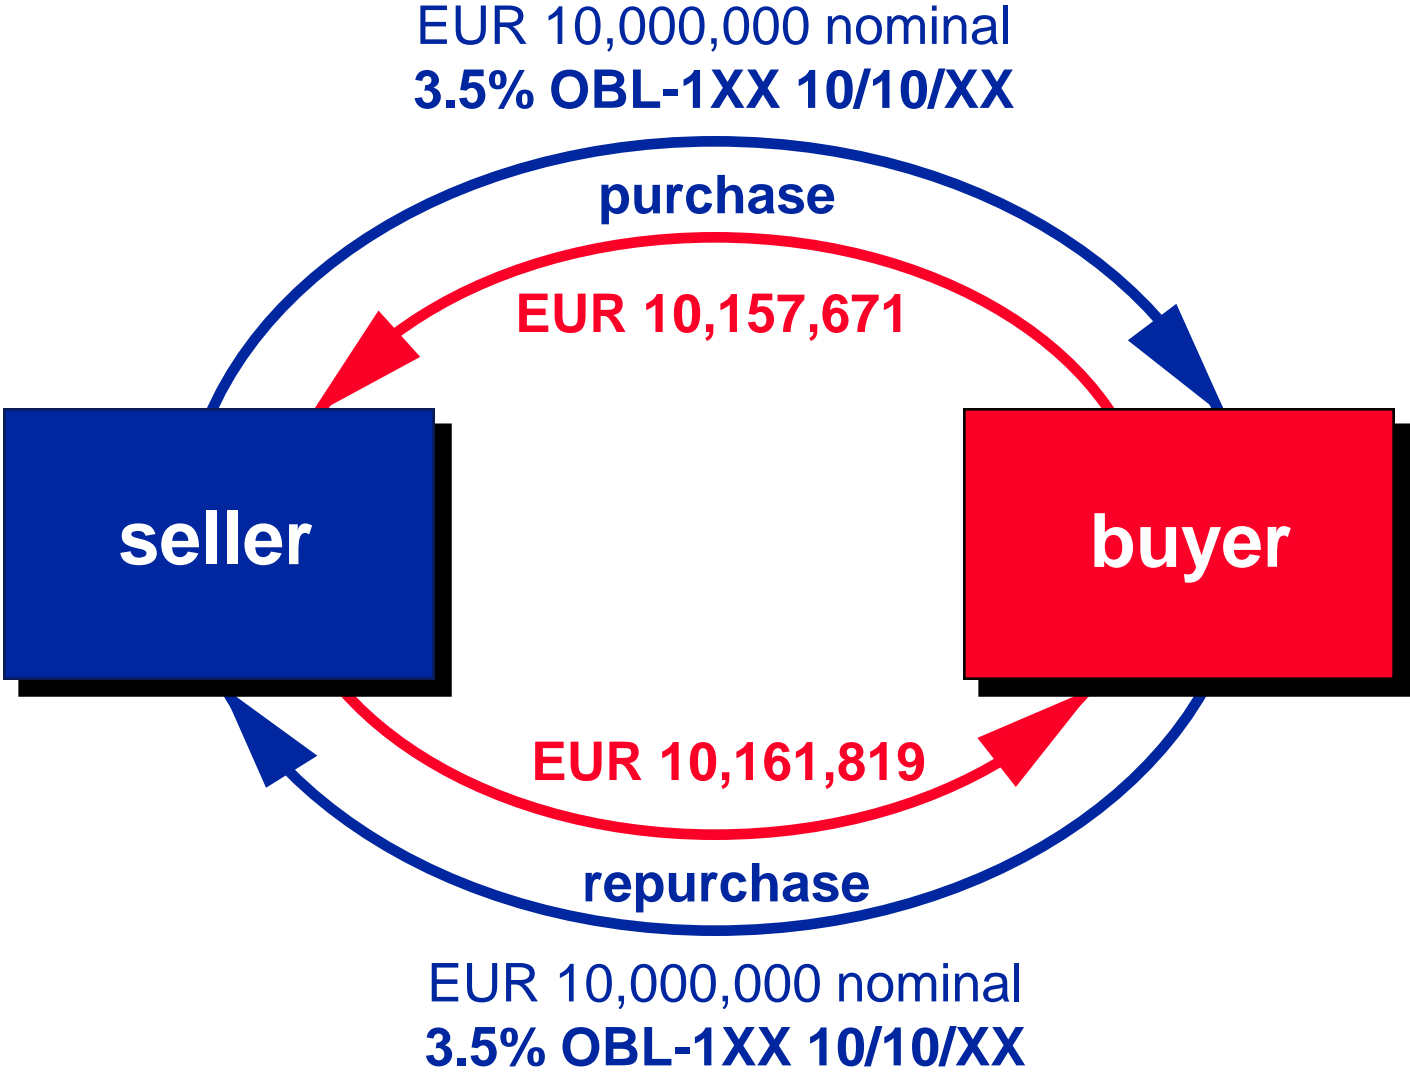 EUR 10,000,000 nominal
3.5% OBL-1XX 10/10/XX
purchase
EUR 10,157,671
seller
buyer
EUR 10,161,819
repurchase
EUR 10,000,000 nominal
3.5% OBL-1XX 10/10/XX